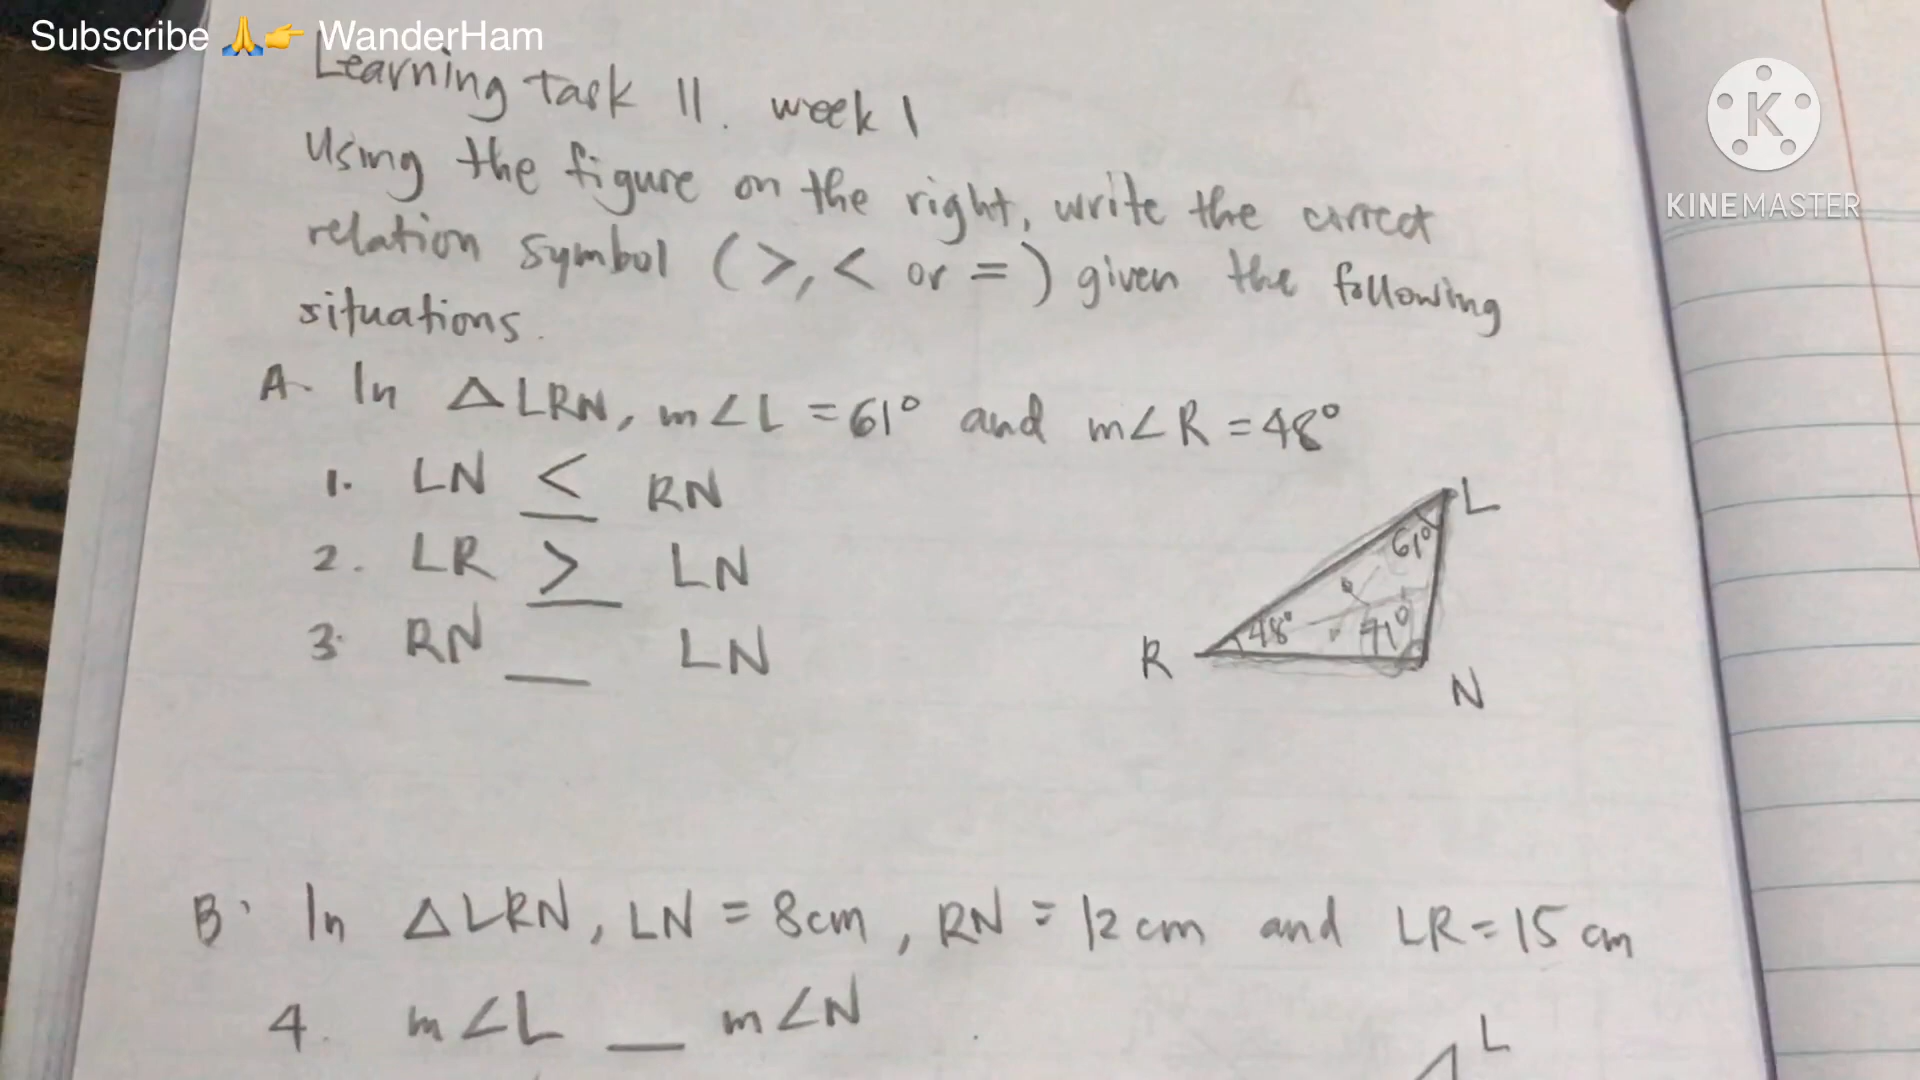 Subscribe 🙏👉 WanderHam
KINEMASTER
Learning task 11. week 1
Using the figure on the right, write the correct
relation symbol (>, < or =) given the following
situations.
A. In △LRN, m∠L = 61° and m∠R = 48°
1. LN < RN
2. LR > LN
3. RN __ LN
L
61°
48°
71°
R
N
B. In △LRN, LN = 8cm, RN = 12cm and LR = 15 cm
4. m∠L __ m∠N
L